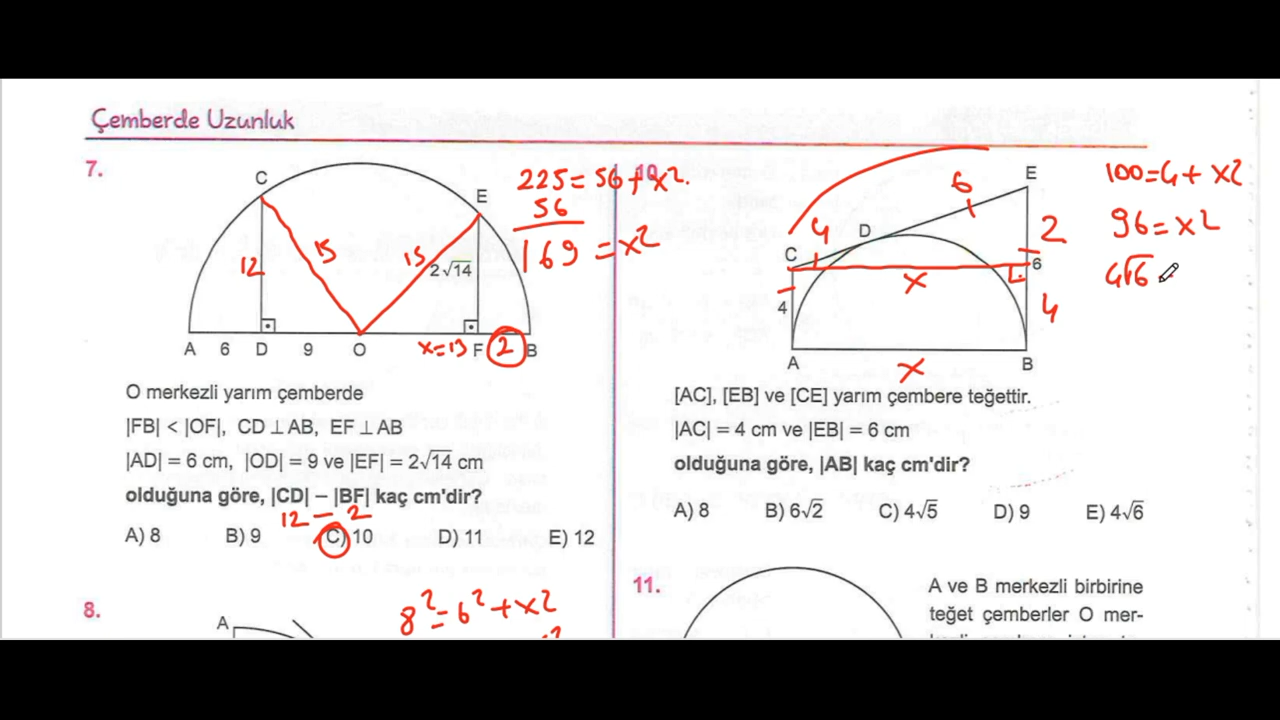 Çemberde Uzunluk
7.
C
E
12
15
15
2√14
A 6 D 9 O x=13 F 2 B
225=56+x2.
56
169=x2
O merkezli yarım çemberde
|FB| < |OF|, CD ⊥ AB, EF ⊥ AB
|AD| = 6 cm, |OD| = 9 ve |EF| = 2√14 cm
olduğuna göre, |CD| – |BF| kaç cm'dir?
12 – 2
A) 8 B) 9 C) 10 D) 11 E) 12
8.
A
8²=6²+x2
10.
E
6
4
D
2
C
x
6
4
4
A
B
x
100=4+x2
96=x2
4√6
[AC], [EB] ve [CE] yarım çembere teğettir.
|AC| = 4 cm ve |EB| = 6 cm
olduğuna göre, |AB| kaç cm'dir?
A) 8 B) 6√2 C) 4√5 D) 9 E) 4√6
11.
A ve B merkezli birbirine
teğet çemberler O mer-